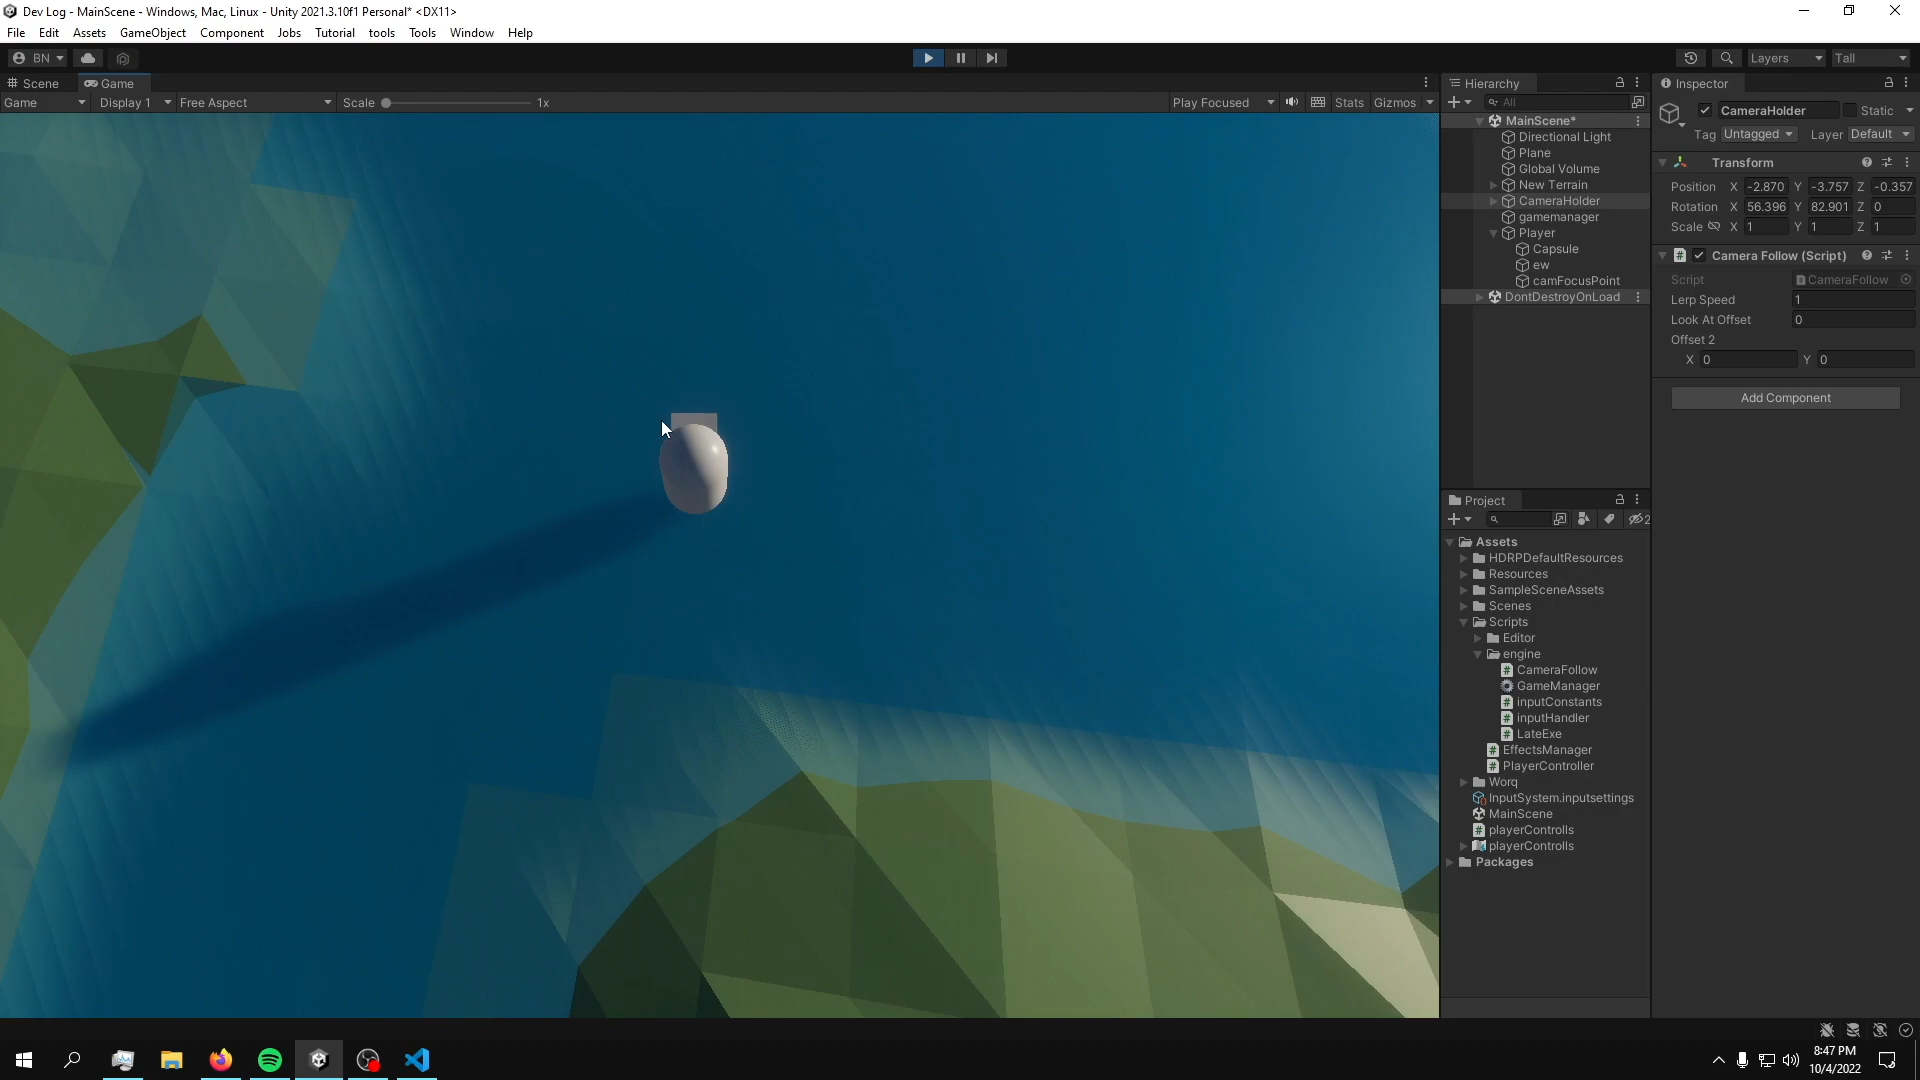 Dev Log - MainScene - Windows, Mac, Linux - Unity 2021.3.10f1 Personal* <DX11>
File Edit Assets GameObject Component Jobs Tutorial tools Tools Window Help
BN Layers Tall
Scene Game
Game Display 1 Free Aspect Scale 1x Play Focused Stats Gizmos
Hierarchy
All
MainScene*
Directional Light
Plane
Global Volume
New Terrain
CameraHolder
gamemanager
Player
Capsule
ew
camFocusPoint
DontDestroyOnLoad
Project
2
Assets
HDRPDefaultResources
Resources
SampleSceneAssets
Scenes
Scripts
Editor
engine
CameraFollow
GameManager
inputConstants
inputHandler
LateExe
EffectsManager
PlayerController
Worq
InputSystem.inputsettings
MainScene
playerControlls
playerControlls
Packages
Inspector
CameraHolder Static
Tag Untagged Layer Default
Transform
Position X -2.870 Y -3.757 Z -0.357
Rotation X 56.396 Y 82.901 Z 0
Scale X 1 Y 1 Z 1
Camera Follow (Script)
Script CameraFollow
Lerp Speed 1
Look At Offset 0
Offset 2
X 0 Y 0
Add Component
8:47 PM
10/4/2022